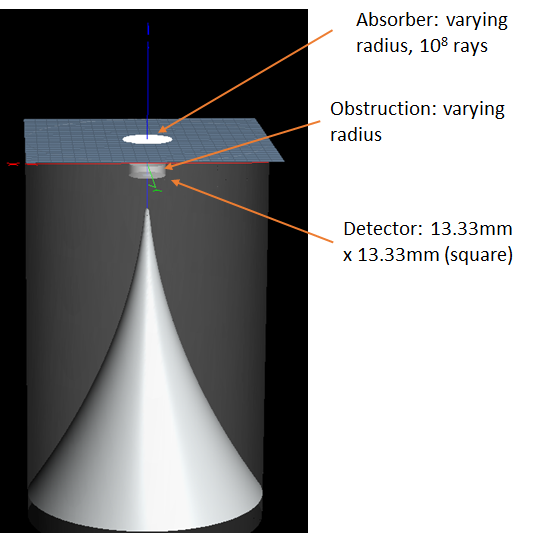 Absorber: varying
radius, 10⁸ rays
Obstruction: varying
radius
Detector: 13.33mm
x 13.33mm (square)